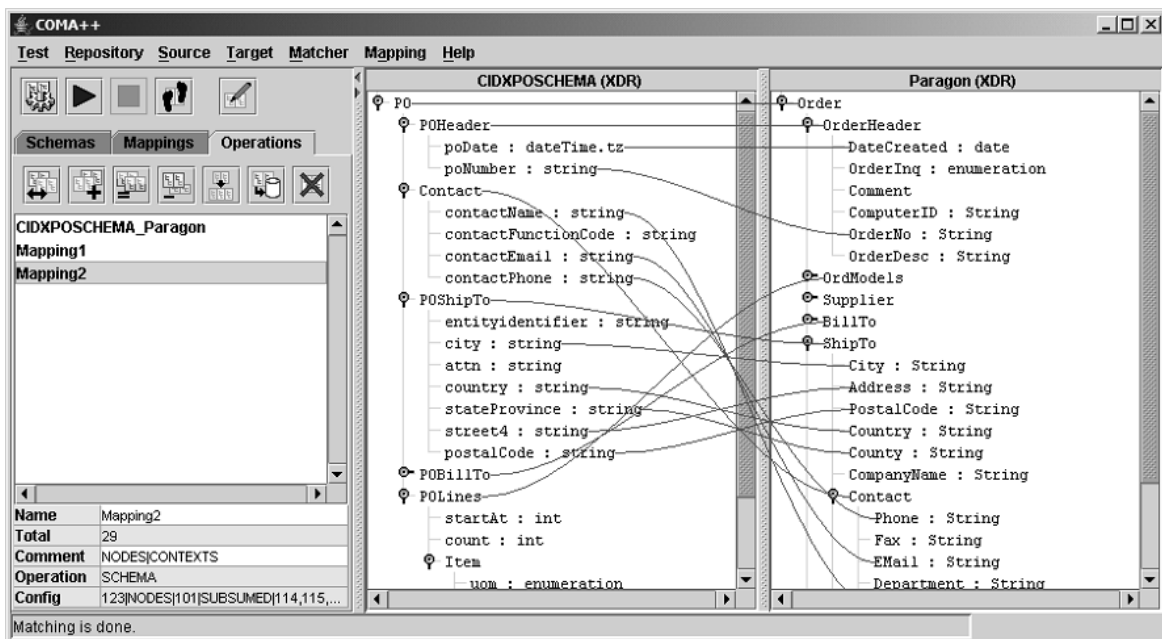 COMA++
Test Repository Source Target Matcher Mapping Help
Schemas Mappings Operations
CIDXPOSCHEMA_Paragon
Mapping1
Mapping2
Name Mapping2
Total 29
Comment NODES|CONTEXTS
Operation SCHEMA
Config 123|NODES|101|SUBSUMED|114,115,...
CIDXPOSCHEMA (XDR)
PO
POHeader
poDate : dateTime.tz
poNumber : string
Contact
contactName : string
contactFunctionCode : string
contactEmail : string
contactPhone : string
POShipTo
entityidentifier : string
city : string
attn : string
country : string
stateProvince : string
street4 : string
postalCode : string
POBillTo
POLines
startAt : int
count : int
Item
uom : enumeration
Paragon (XDR)
Order
OrderHeader
DateCreated : date
OrderInq : enumeration
Comment
ComputerID : String
OrderNo : String
OrderDesc : String
OrdModels
Supplier
BillTo
ShipTo
City : String
Address : String
PostalCode : String
Country : String
County : String
CompanyName : String
Contact
Phone : String
Fax : String
EMail : String
Department : String
Matching is done.